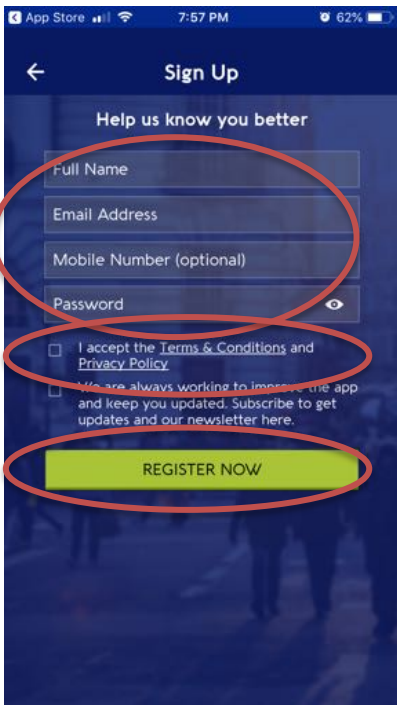 App Store 7:57 PM 62%
Sign Up
Help us know you better
Full Name
Email Address
Mobile Number (optional)
Password
I accept the Terms & Conditions and
Privacy Policy
We are always working to improve the app
and keep you updated. Subscribe to get
updates and our newsletter here.
REGISTER NOW